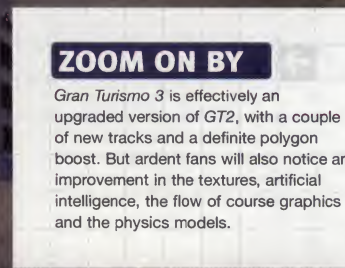 ZOOM ON BY
Gran Turismo 3 is effectively an
upgraded version of GT2, with a couple
of new tracks and a definite polygon
boost. But ardent fans will also notice an
improvement in the textures, artificial
intelligence, the flow of course graphics
and the physics models.